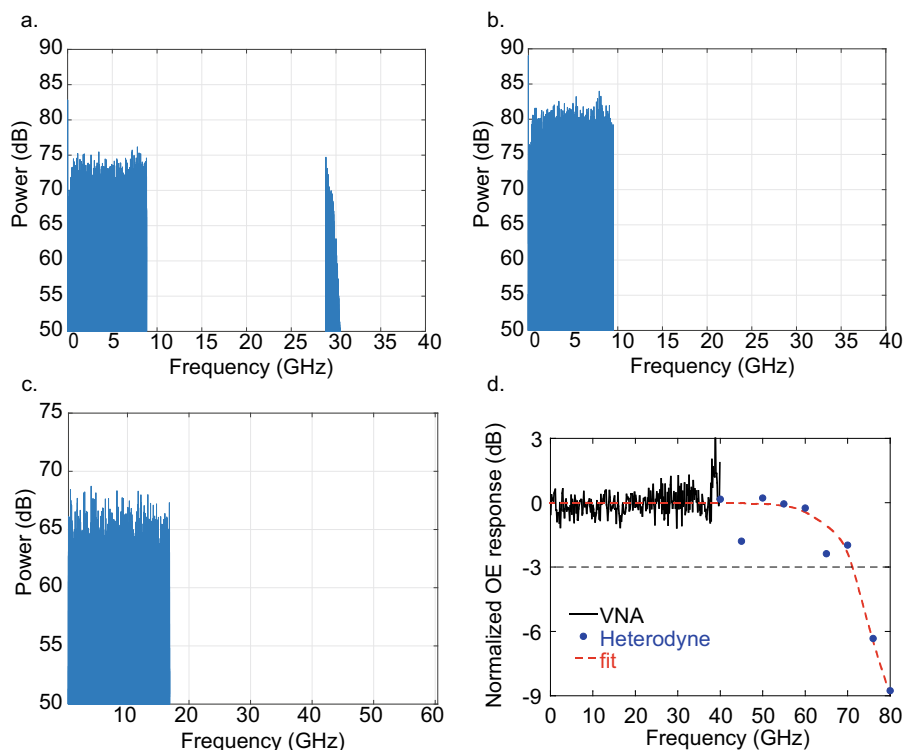 a.
90
85
80
75
70
65
60
55
50
Power (dB)
0 5 10 15 20 25 30 35 40
Frequency (GHz)
b.
90
85
80
75
70
65
60
55
50
Power (dB)
0 5 10 15 20 25 30 35 40
Frequency (GHz)
c.
75
70
65
60
55
50
Power (dB)
10 20 30 40 50 60
Frequency (GHz)
d.
3
0
-3
-6
-9
Normalized OE response (dB)
VNA
Heterodyne
fit
0 10 20 30 40 50 60 70 80
Frequency (GHz)